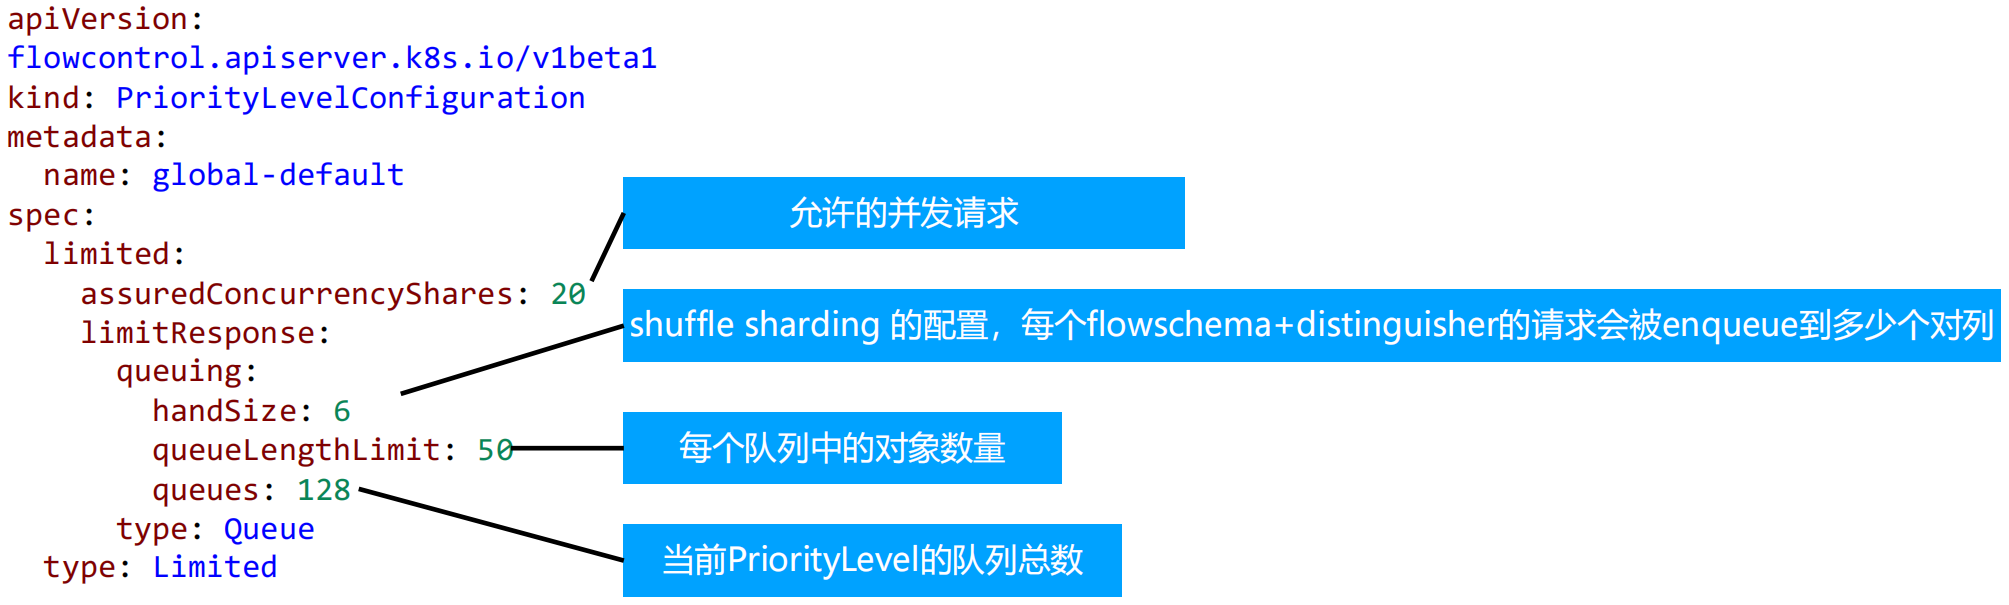 apiVersion:
flowcontrol.apiserver.k8s.io/v1beta1
kind: PriorityLevelConfiguration
metadata:
  name: global-default
spec:
  limited:
    assuredConcurrencyShares: 20
    limitResponse:
      queuing:
        handSize: 6
        queueLengthLimit: 50
        queues: 128
      type: Queue
  type: Limited
允许的并发请求
shuffle sharding 的配置，每个flowschema+distinguisher的请求会被enqueue到多少个对列
每个队列中的对象数量
当前PriorityLevel的队列总数